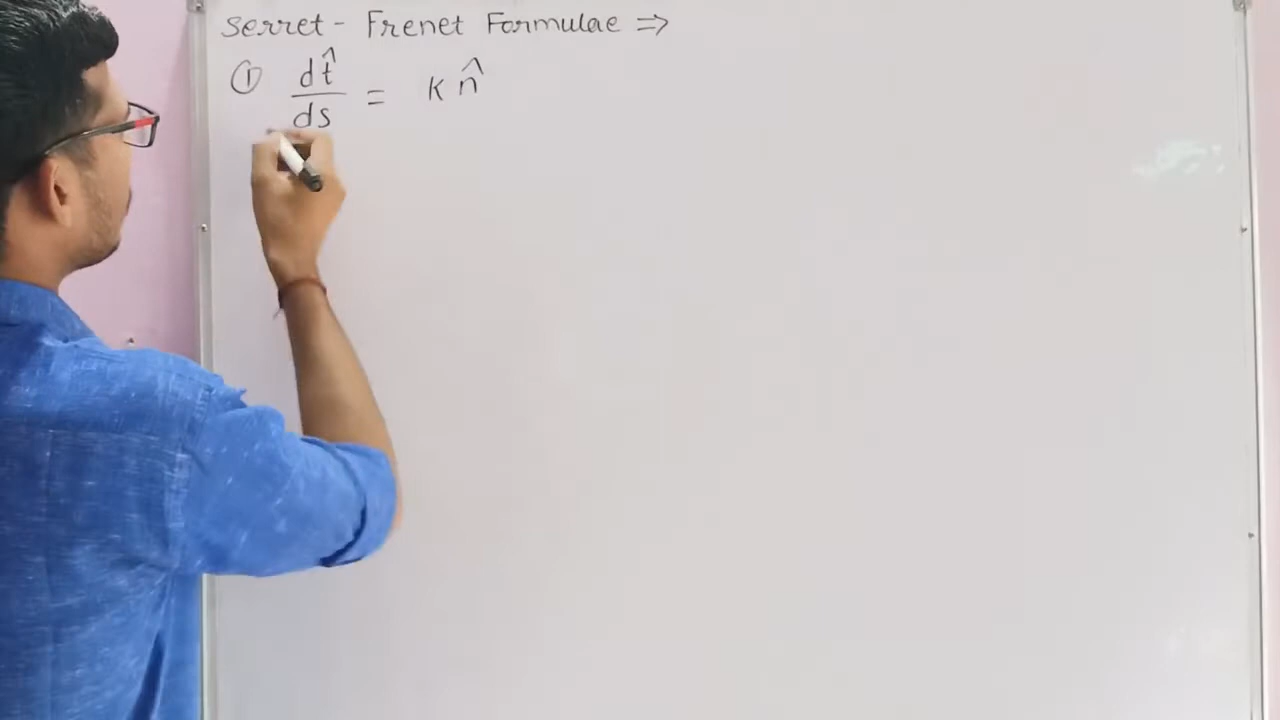 Serret - Frenet Formulae ⇒
① dt̂/ds = k n̂